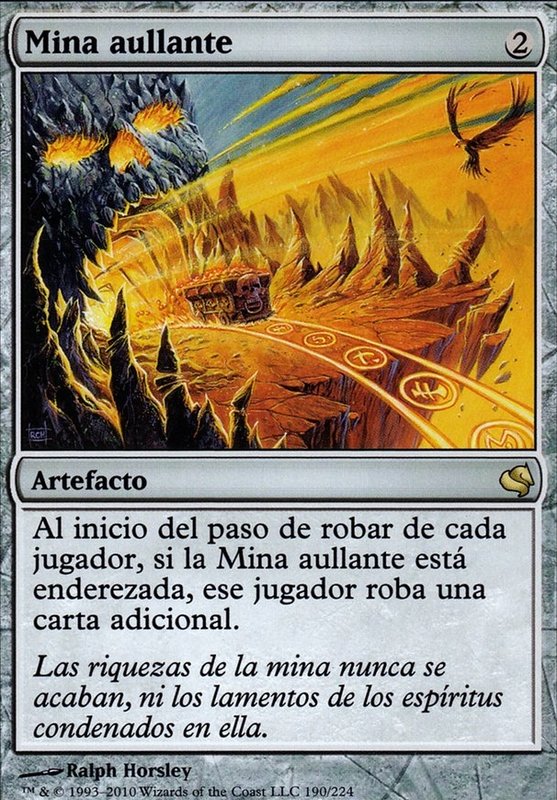 Mina aullante 2
RCH
Artefacto
Al inicio del paso de robar de cada
jugador, si la Mina aullante está
enderezada, ese jugador roba una
carta adicional.
Las riquezas de la mina nunca se
acaban, ni los lamentos de los espíritus
condenados en ella.
Ralph Horsley
™ & © 1993–2010 Wizards of the Coast LLC 190/224